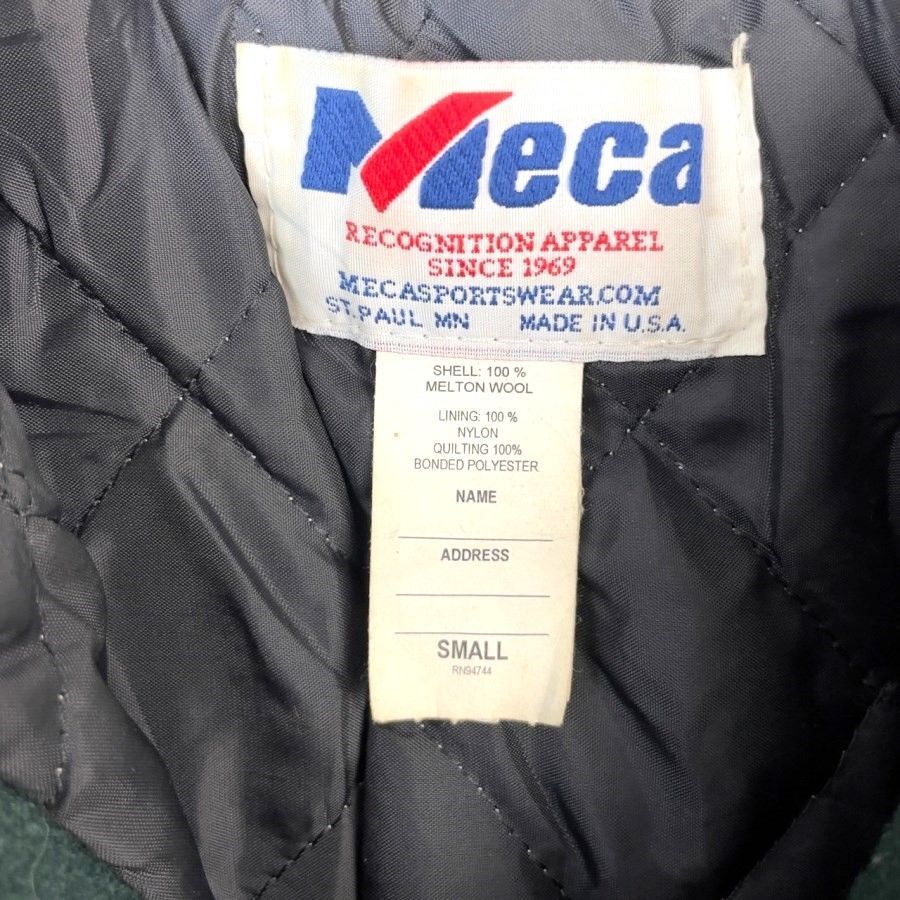 Meca
RECOGNITION APPAREL
SINCE 1969
MECASPORTSWEAR.COM
ST. PAUL MN MADE IN U.S.A.
SHELL: 100 %
MELTON WOOL
LINING: 100 %
NYLON
QUILTING 100%
BONDED POLYESTER
NAME
ADDRESS
SMALL
RN94744